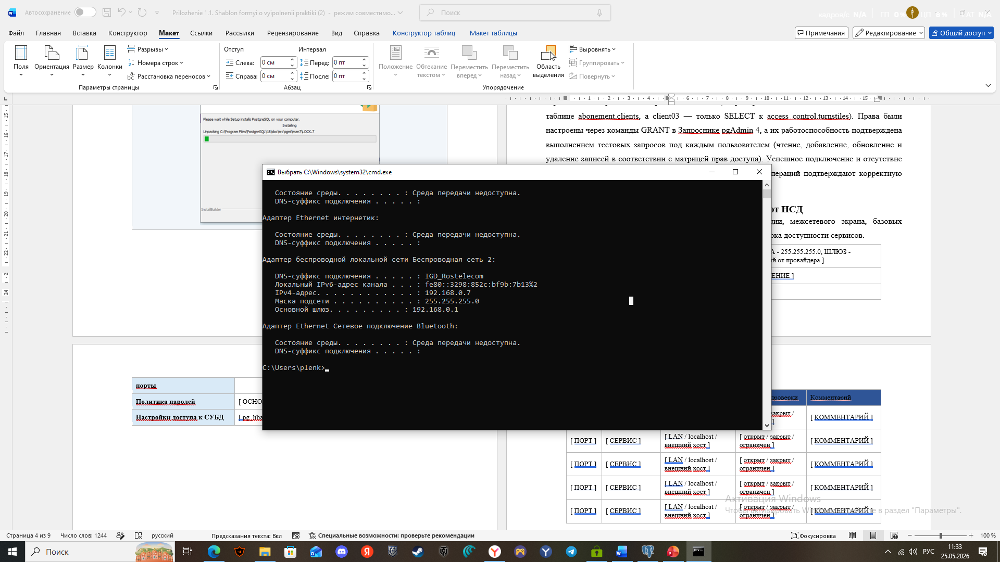 Автосохранение
Prilozhenie 1.1. Shablon formyi o vyipolnenii praktiki (2) - режим совместимо...
Поиск
кадров/с N/A ГП 0 % ЦП 8 % LAT N/A
Файл Главная Вставка Конструктор Макет Ссылки Рассылки Рецензирование Вид Справка Конструктор таблиц Макет таблицы
Примечания Редактирование Общий доступ
Поля Ориентация Размер Колонки
Разрывы
Номера строк
Расстановка переносов
Параметры страницы
Отступ Интервал
Слева: 0 см Перед: 0 пт
Справа: 0 см После: 0 пт
Абзац
Положение Обтекание текстом Переместить вперед Переместить назад Область выделения
Выровнять
Группировать
Повернуть
Упорядочение
Please wait while Setup installs PostgreSQL on your computer.
Installing
Unpacking C:\Program Files\PostgreSQL\18\doc\src\sgml\man7\LOCK.7
InstallBuilder
таблице abonement.clients, а client03 — только SELECT к access_control.turnstiles). Права были
настроены через команды GRANT в Запроснике pgAdmin 4, а их работоспособность подтверждена
выполнением тестовых запросов под каждым пользователем (чтение, добавление, обновление и
удаление записей в соответствии с матрицей прав доступа). Успешное подключение и отсутствие
пераций подтверждают корректную
от НСД
ции, межсетевого экрана, базовых
рка доступности сервисов.
А - 255.255.255.0, ШЛЮЗ -
й от провайдера ]
ЕНИЕ ]
Выбрать C:\Windows\system32\cmd.exe
Состояние среды. . . . . . . . : Среда передачи недоступна.
DNS-суффикс подключения . . . . . :
Адаптер Ethernet интернетик:
Состояние среды. . . . . . . . : Среда передачи недоступна.
DNS-суффикс подключения . . . . . :
Адаптер беспроводной локальной сети Беспроводная сеть 2:
DNS-суффикс подключения . . . . . : IGD_Rostelecom
Локальный IPv6-адрес канала . . . : fe80::3298:852c:bf9b:7b13%2
IPv4-адрес. . . . . . . . . . . . : 192.168.0.7
Маска подсети . . . . . . . . . . : 255.255.255.0
Основной шлюз. . . . . . . . . : 192.168.0.1
Адаптер Ethernet Сетевое подключение Bluetooth:
Состояние среды. . . . . . . . : Среда передачи недоступна.
DNS-суффикс подключения . . . . . :
C:\Users\plenk>
порты
Политика паролей [ ОСНО
Настройки доступа к СУБД [ pg_hba
проверки Комментарий
закрыт / ] [ КОММЕНТАРИЙ ]
[ ПОРТ ] [ СЕРВИС ] [ LAN / localhost / внешний хост ] [ открыт / закрыт / ограничен ] [ КОММЕНТАРИЙ ]
[ ПОРТ ] [ СЕРВИС ] [ LAN / localhost / внешний хост ] [ открыт / закрыт / ограничен ] [ КОММЕНТАРИЙ ]
[ ПОРТ ] [ СЕРВИС ] [ LAN / localhost / внешний хост ] [ открыт / закрыт / ограничен ] [ КОММЕНТАРИЙ ]
[ ПОРТ ] [ СЕРВИС ] [ LAN / localhost / внешний хост ] [ открыт / закрыт / ограничен ] [ КОММЕНТАРИЙ ]
Активация Windows
Чтобы активировать Windows, перейдите в раздел "Параметры".
Страница 4 из 9 Число слов: 1244 русский Предсказания текста: Вкл Специальные возможности: проверьте рекомендации Фокусировка 100 %
Поиск
РУС
11:33
25.05.2026